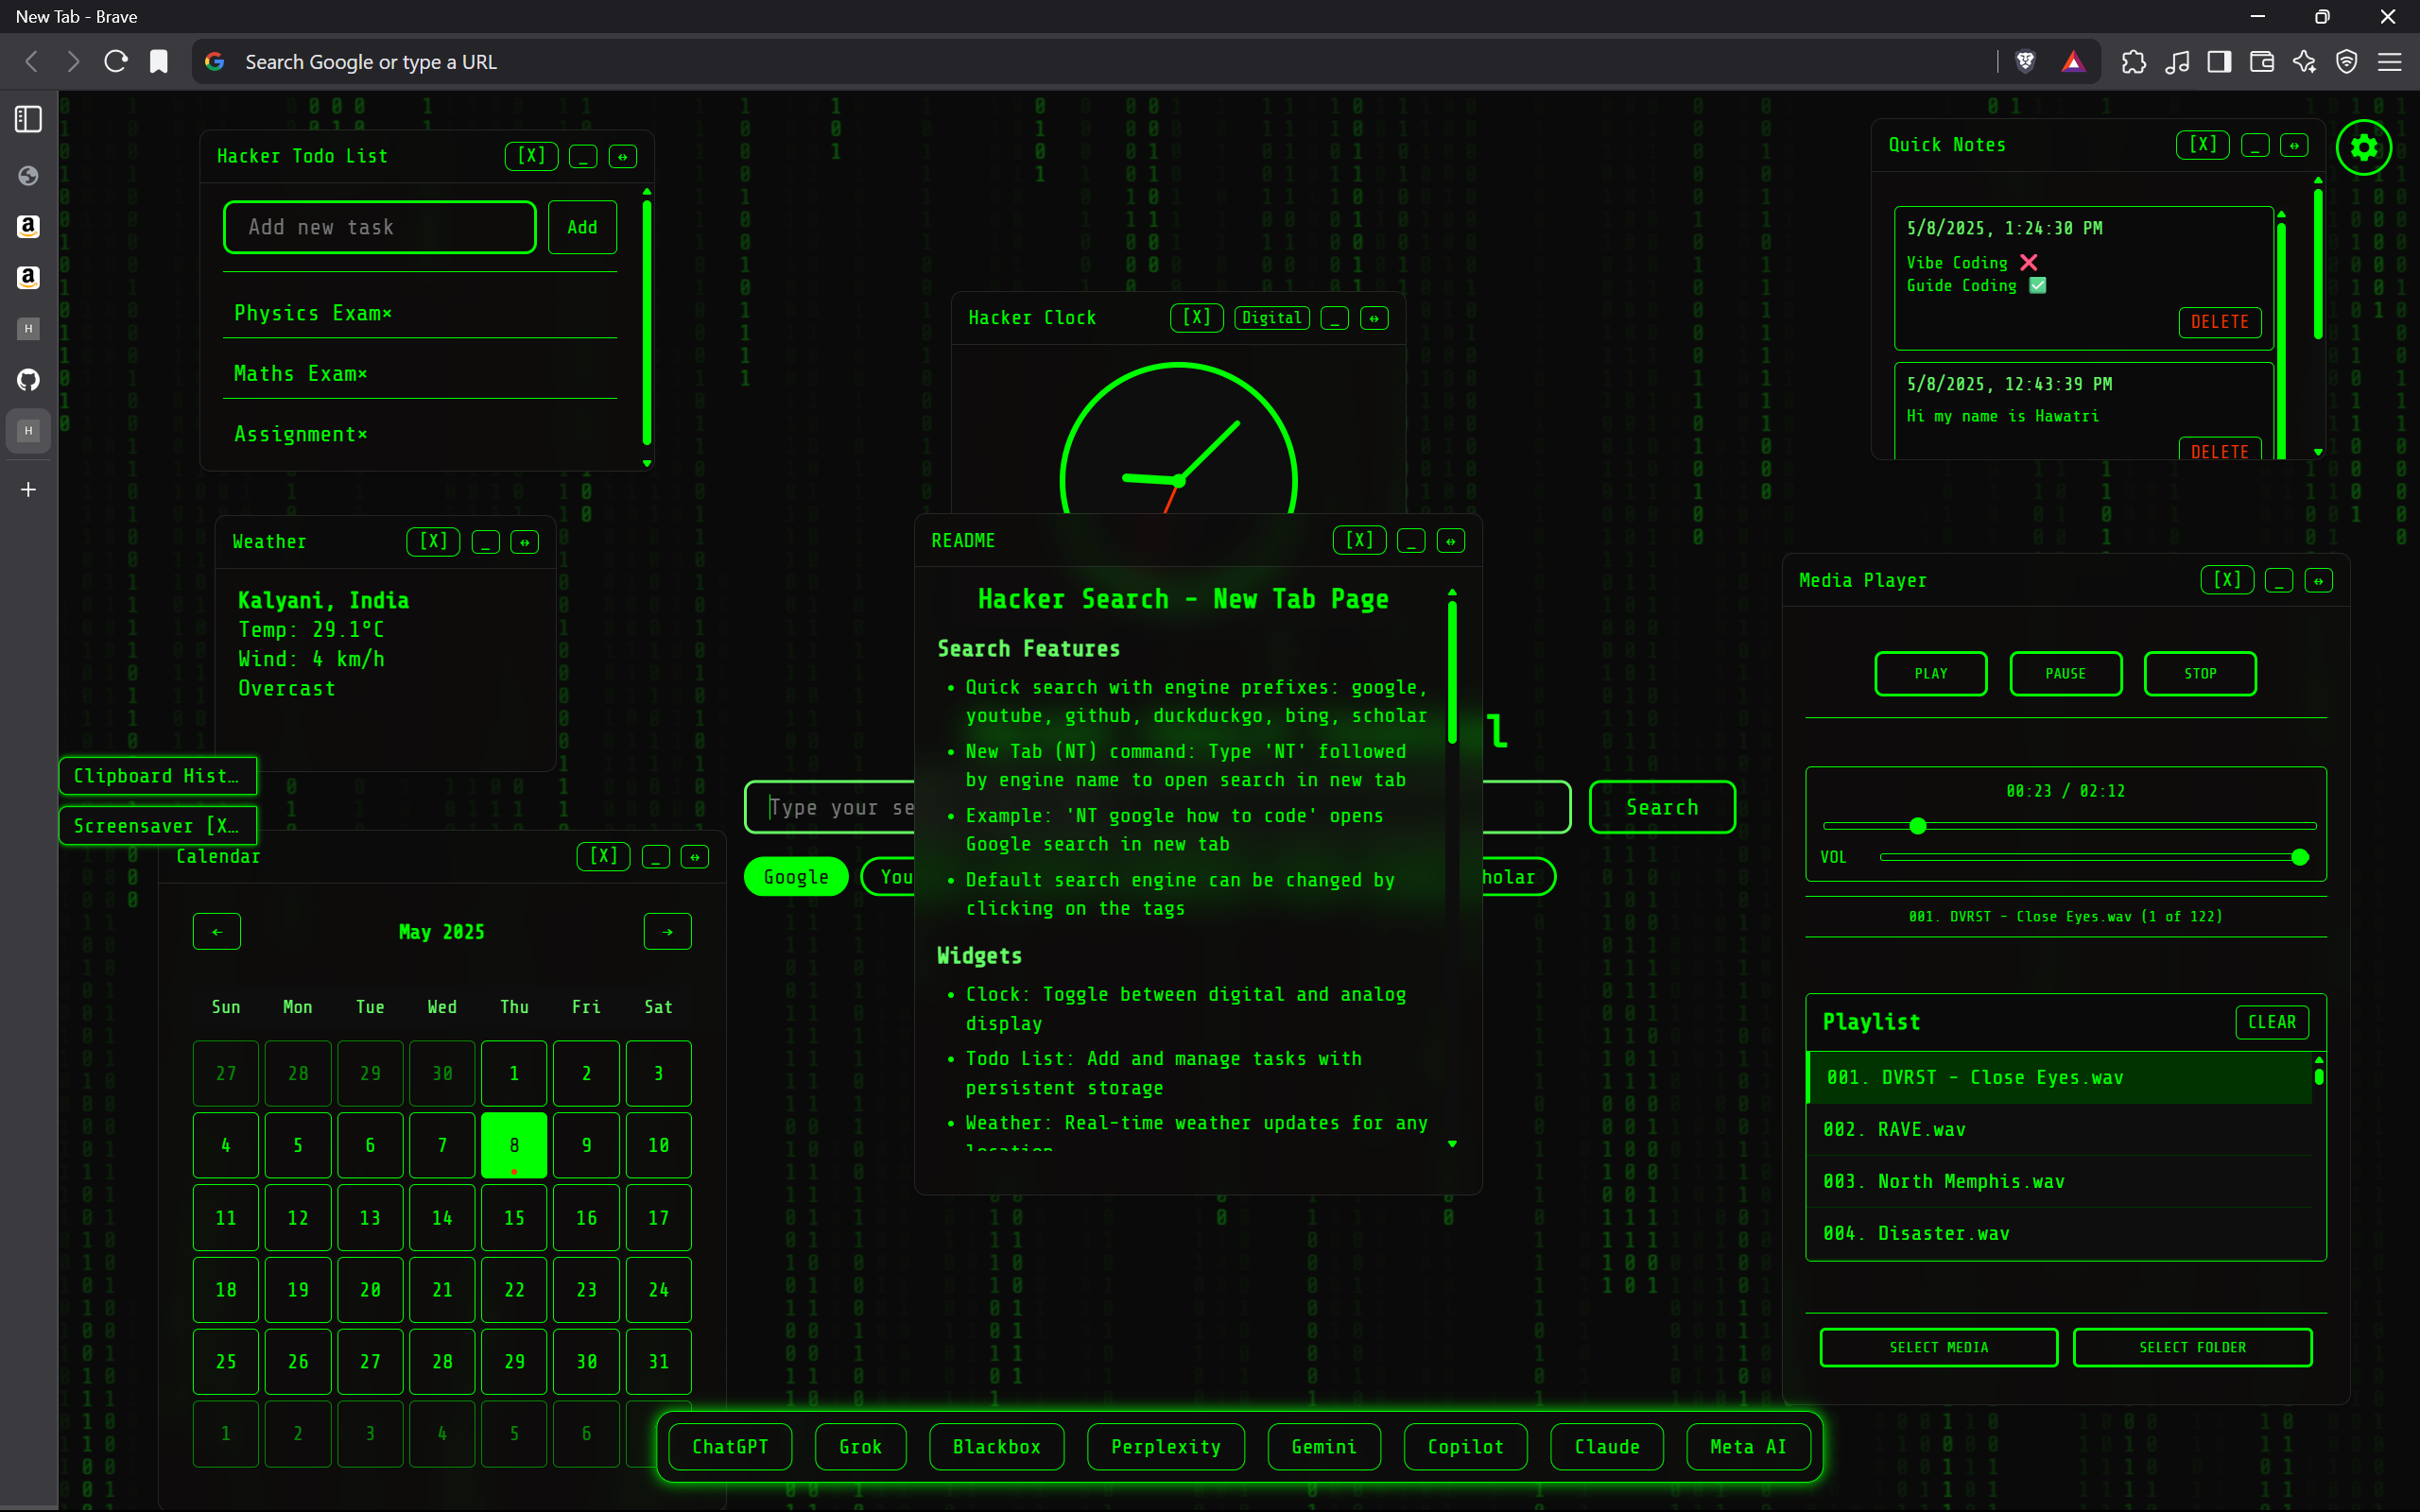 New Tab - Brave
Search Google or type a URL
Hacker Todo List [X] _ ↔
Add new task Add
Physics Exam×
Maths Exam×
Assignment×
Weather [X] _ ↔
Kalyani, India
Temp: 29.1°C
Wind: 4 km/h
Overcast
Clipboard Hist…
Screensaver [X…
Calendar [X] _ ↔
← May 2025 →
Sun Mon Tue Wed Thu Fri Sat
27 28 29 30 1 2 3
4 5 6 7 8 9 10
11 12 13 14 15 16 17
18 19 20 21 22 23 24
25 26 27 28 29 30 31
1 2 3 4 5 6
Hacker Clock [X] Digital _ ↔
README [X] _ ↔
Hacker Search - New Tab Page
Search Features
• Quick search with engine prefixes: google,
youtube, github, duckduckgo, bing, scholar
• New Tab (NT) command: Type 'NT' followed
by engine name to open search in new tab
• Example: 'NT google how to code' opens
Google search in new tab
• Default search engine can be changed by
clicking on the tags
Widgets
• Clock: Toggle between digital and analog
display
• Todo List: Add and manage tasks with
persistent storage
• Weather: Real-time weather updates for any
location
l
Type your se
Search
Google You
holar
Quick Notes [X] _ ↔
5/8/2025, 1:24:30 PM
Vibe Coding ❌
Guide Coding ✅
DELETE
5/8/2025, 12:43:39 PM
Hi my name is Hawatri
DELETE
Media Player [X] _ ↔
PLAY PAUSE STOP
00:23 / 02:12
VOL
001. DVRST - Close Eyes.wav (1 of 122)
Playlist CLEAR
001. DVRST - Close Eyes.wav
002. RAVE.wav
003. North Memphis.wav
004. Disaster.wav
SELECT MEDIA SELECT FOLDER
ChatGPT Grok Blackbox Perplexity Gemini Copilot Claude Meta AI